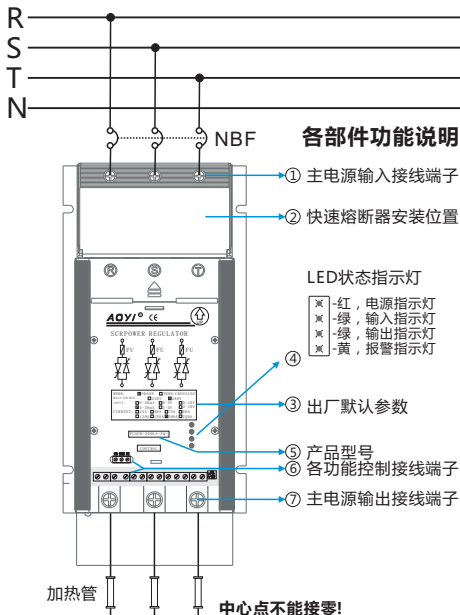 R
S
T
N
NBF
各部件功能说明
① 主电源输入接线端子
② 快速熔断器安装位置
R S T
LED状态指示灯
-红，电源指示灯
-绿，输入指示灯
-绿，输出指示灯
-黄，报警指示灯
④
AOYI® CE
SCRPOWER REGULATOR
FU FU FU
③ 出厂默认参数
⑤ 产品型号
CONTROL
⑥ 各功能控制接线端子
⑦ 主电源输出接线端子
加热管
中心点不能接零!